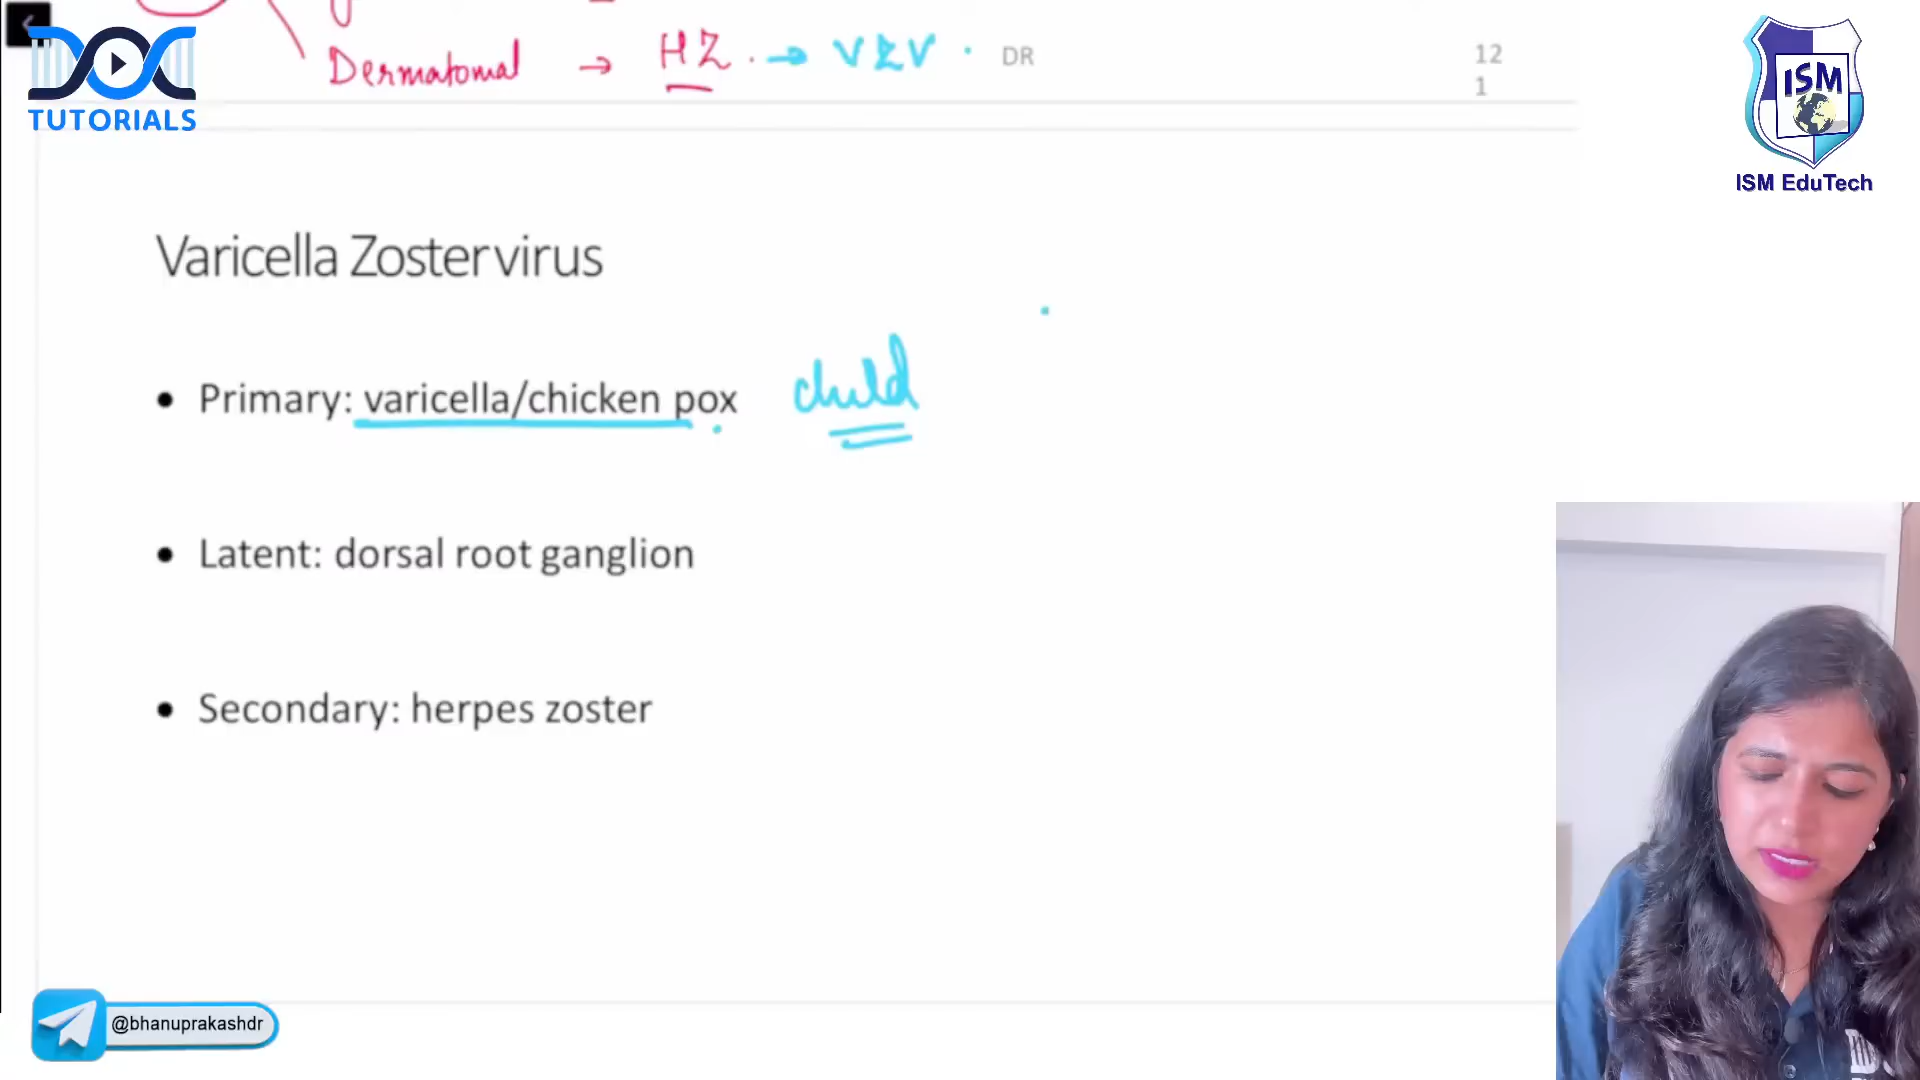 DOC
TUTORIALS
Dermatomal → HZ. → VZV . DR
12
1
ISM
ISM EduTech
Varicella Zoster virus
• Primary: varicella/chicken pox child
• Latent: dorsal root ganglion
• Secondary: herpes zoster
@bhanuprakashdr